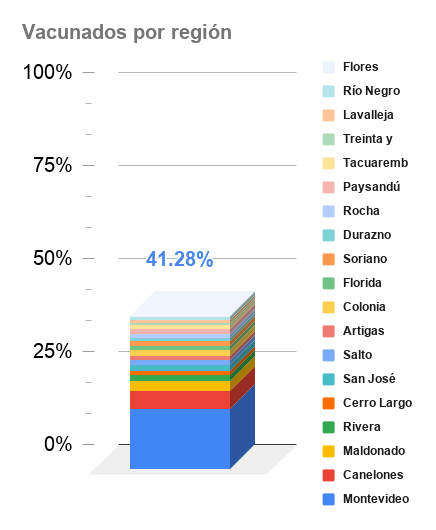 Vacunados por región
100%
75%
50%
25%
0%
41.28%
Flores
Río Negro
Lavalleja
Treinta y
Tacuaremb
Paysandú
Rocha
Durazno
Soriano
Florida
Colonia
Artigas
Salto
San José
Cerro Largo
Rivera
Maldonado
Canelones
Montevideo